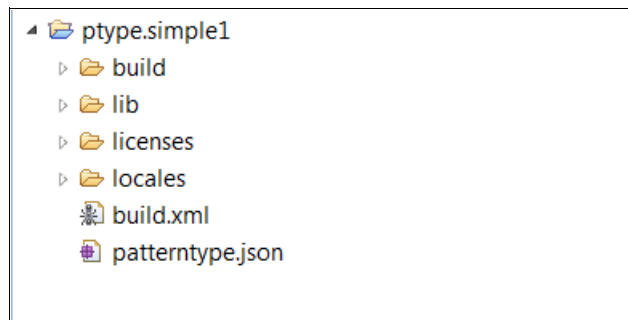 ptype.simple1
build
lib
licenses
locales
build.xml
patterntype.json